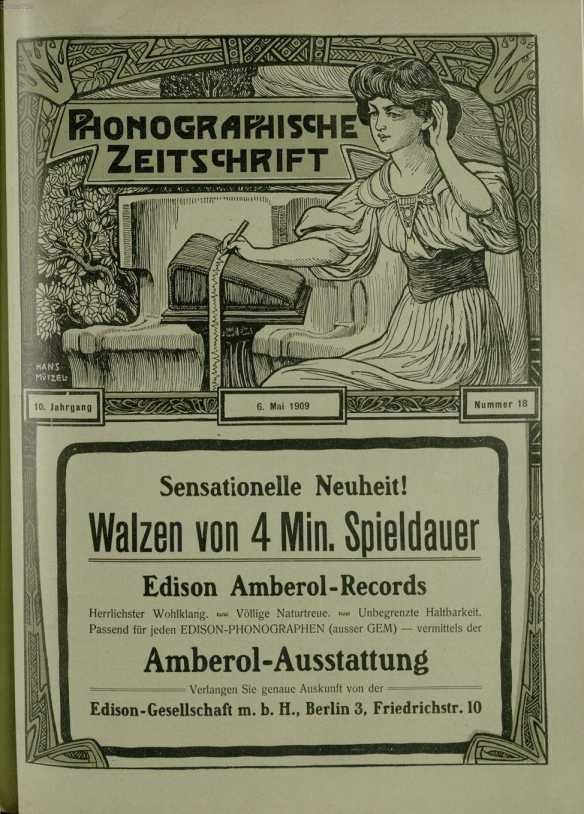 PHONOGRAPHISCHE
ZEITSCHRIFT
HANS
MÜTZEL
10. Jahrgang
6. Mai 1909
Nummer 18
Sensationelle Neuheit!
Walzen von 4 Min. Spieldauer
Edison Amberol-Records
Herrlichster Wohlklang. Völlige Naturtreue. Unbegrenzte Haltbarkeit.
Passend für jeden EDISON-PHONOGRAPHEN (ausser GEM) — vermittels der
Amberol-Ausstattung
Verlangen Sie genaue Auskunft von der
Edison-Gesellschaft m. b. H., Berlin 3, Friedrichstr. 10